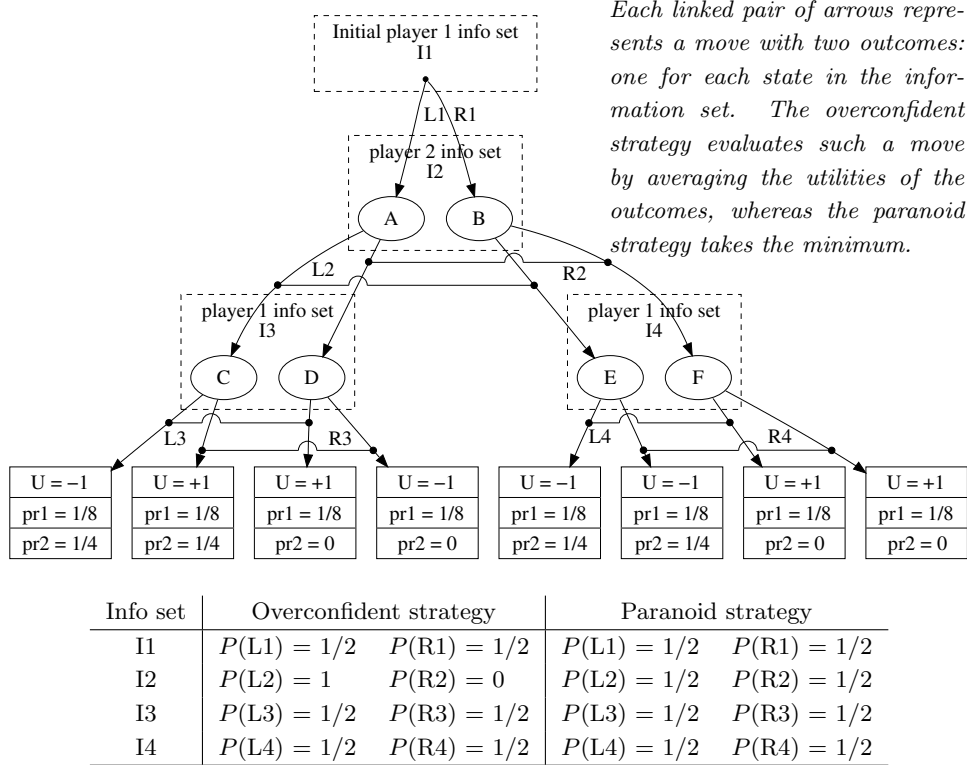 Initial player 1 info set
I1
Each linked pair of arrows repre-
sents a move with two outcomes:
one for each state in the infor-
mation set. The overconfident
strategy evaluates such a move
by averaging the utilities of the
outcomes, whereas the paranoid
strategy takes the minimum.
L1 R1
player 2 info set
I2
A B
L2 R2
player 1 info set
I3
player 1 info set
I4
C D E F
L3 R3 L4 R4
U = −1 U = +1 U = +1 U = −1 U = −1 U = −1 U = +1 U = +1
pr1 = 1/8 pr1 = 1/8 pr1 = 1/8 pr1 = 1/8 pr1 = 1/8 pr1 = 1/8 pr1 = 1/8 pr1 = 1/8
pr2 = 1/4 pr2 = 1/4 pr2 = 0 pr2 = 0 pr2 = 1/4 pr2 = 1/4 pr2 = 0 pr2 = 0
Info set Overconfident strategy Paranoid strategy
I1 P(L1) = 1/2 P(R1) = 1/2 P(L1) = 1/2 P(R1) = 1/2
I2 P(L2) = 1 P(R2) = 0 P(L2) = 1/2 P(R2) = 1/2
I3 P(L3) = 1/2 P(R3) = 1/2 P(L3) = 1/2 P(R3) = 1/2
I4 P(L4) = 1/2 P(R4) = 1/2 P(L4) = 1/2 P(R4) = 1/2